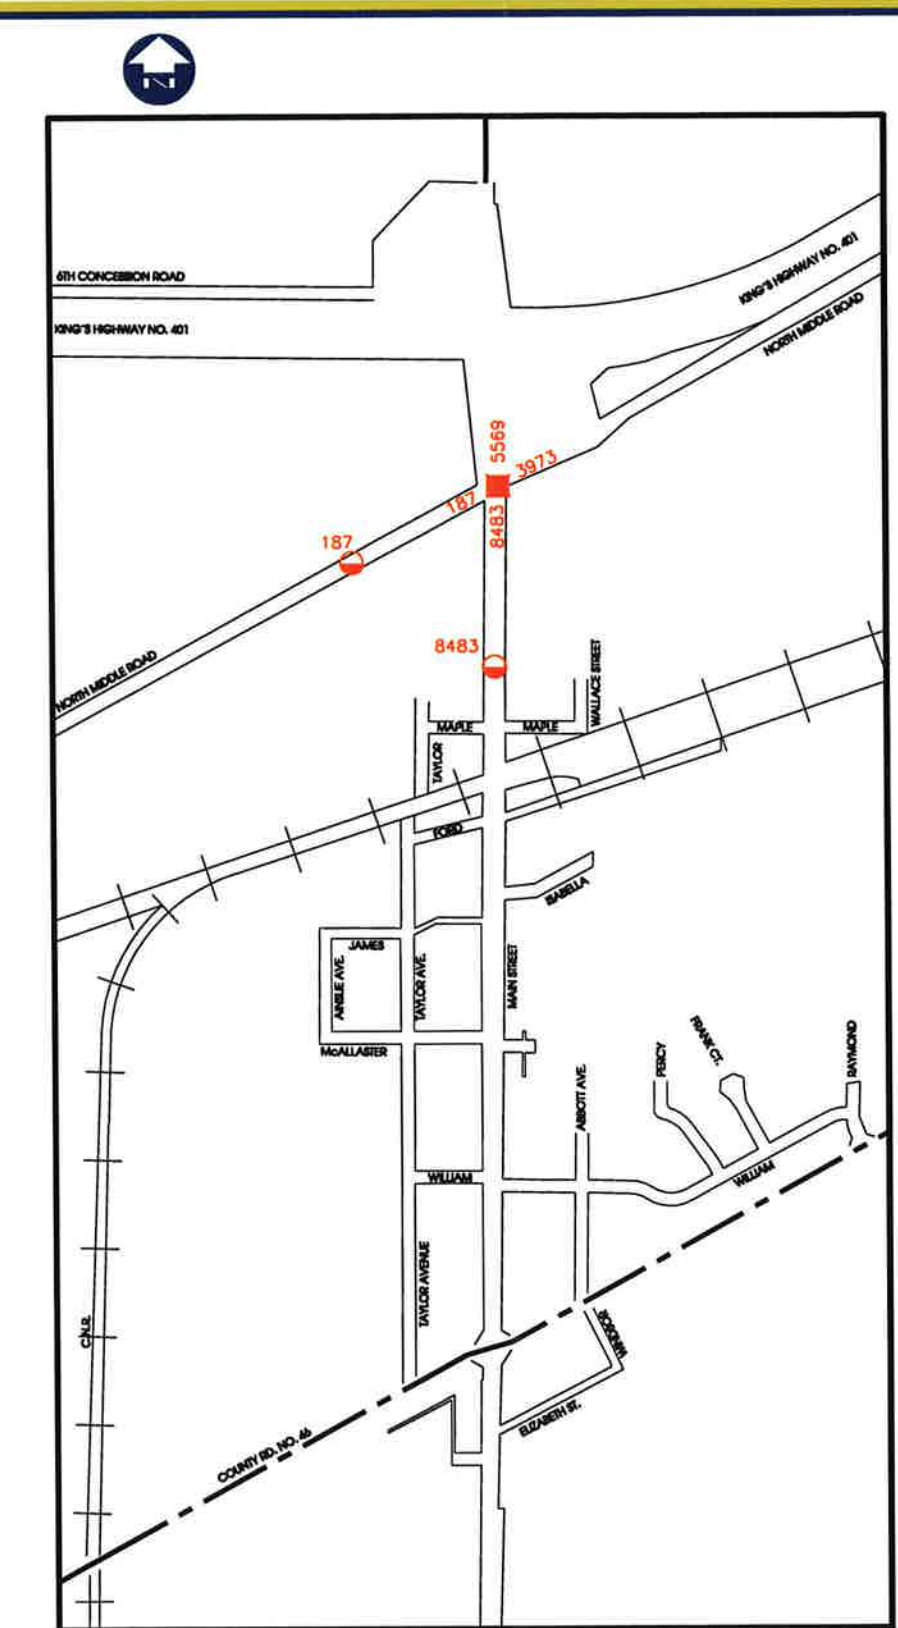 N
6TH CONCESSION ROAD
KING'S HIGHWAY NO. 401
KING'S HIGHWAY NO. 401
NORTH MIDDLE ROAD
5569
3973
187
8483
187
NORTH MIDDLE ROAD
8483
WALLACE STREET
MAPLE
MAPLE
TAYLOR
FORD
ISABELLA
JAMES
AINSLIE AVE.
TAYLOR AVE.
MAIN STREET
McALLASTER
ABBOTT AVE.
PERCY
FRANK CT.
RAYMOND
WILLIAM
WILLIAM
TAYLOR AVENUE
C.N.R.
WINDSOR
ELIZABETH ST.
COUNTY RD. NO. 46